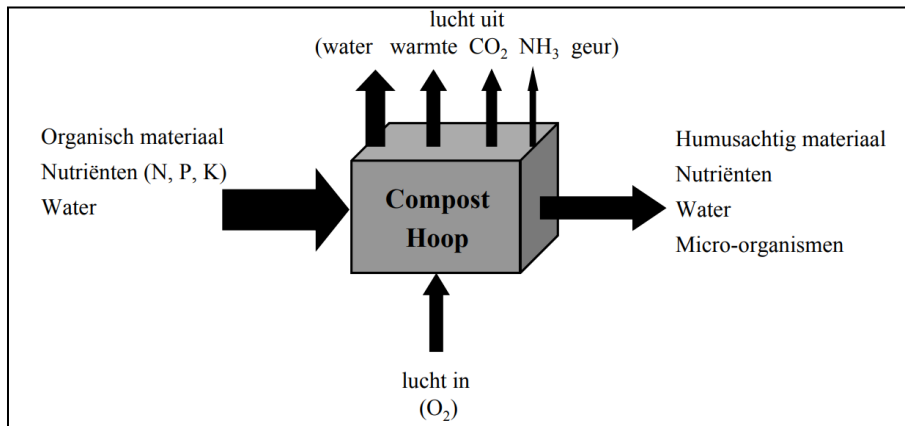 lucht uit
(water warmte CO₂ NH₃ geur)
Organisch materiaal
Nutriënten (N, P, K)
Water
Compost
Hoop
Humusachtig materiaal
Nutriënten
Water
Micro-organismen
lucht in
(O₂)